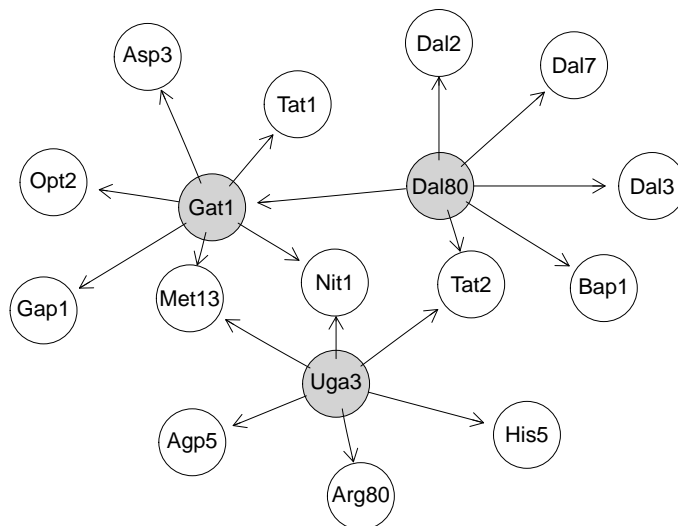 Dal2
Asp3
Dal7
Tat1
Opt2
Dal80
Dal3
Gat1
Nit1
Tat2
Bap1
Met13
Gap1
Uga3
His5
Agp5
Arg80